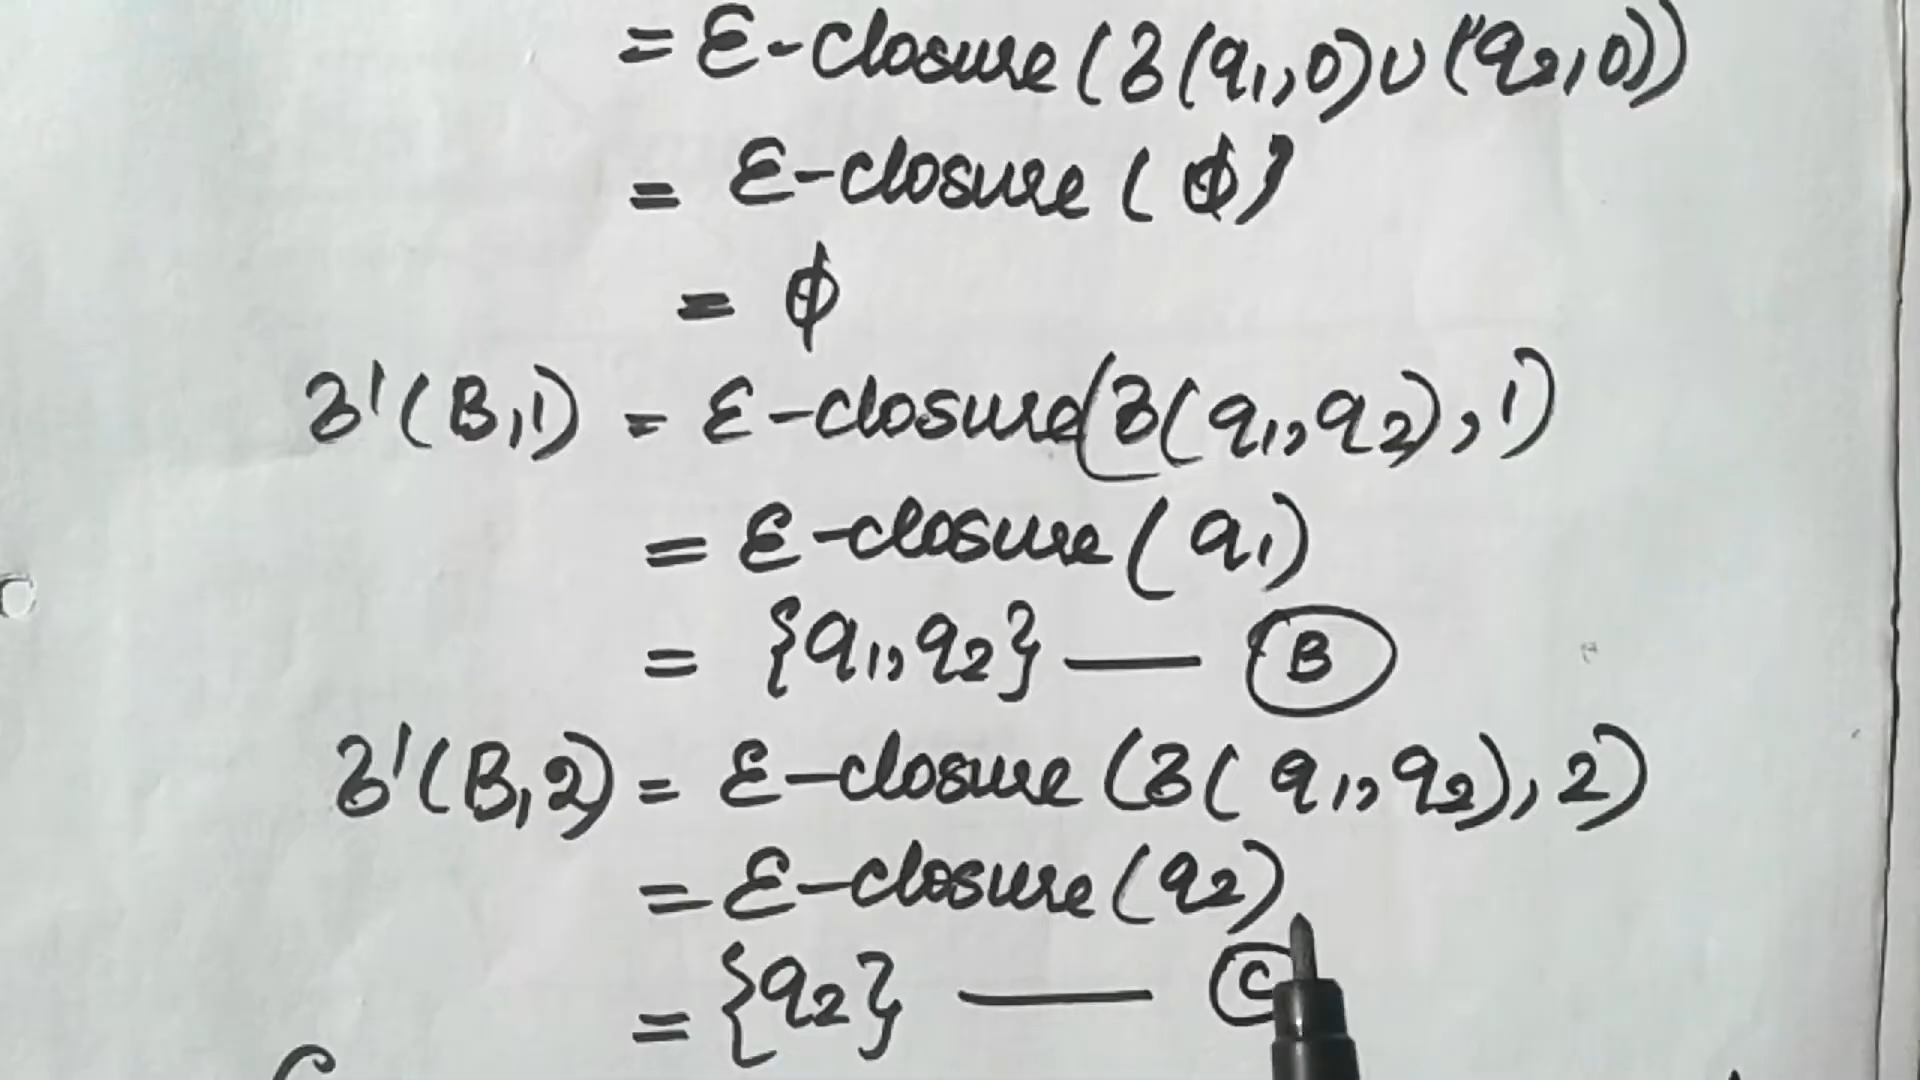 = ε-closure(δ(q₁,0)∪(q₂,0))
= ε-closure(ϕ)
= ϕ
δ'(B,1) = ε-closure(δ(q₁,q₂),1)
= ε-closure(q₁)
= {q₁,q₂} — B
δ'(B,2) = ε-closure(δ(q₁,q₂),2)
= ε-closure(q₂)
= {q₂} — C